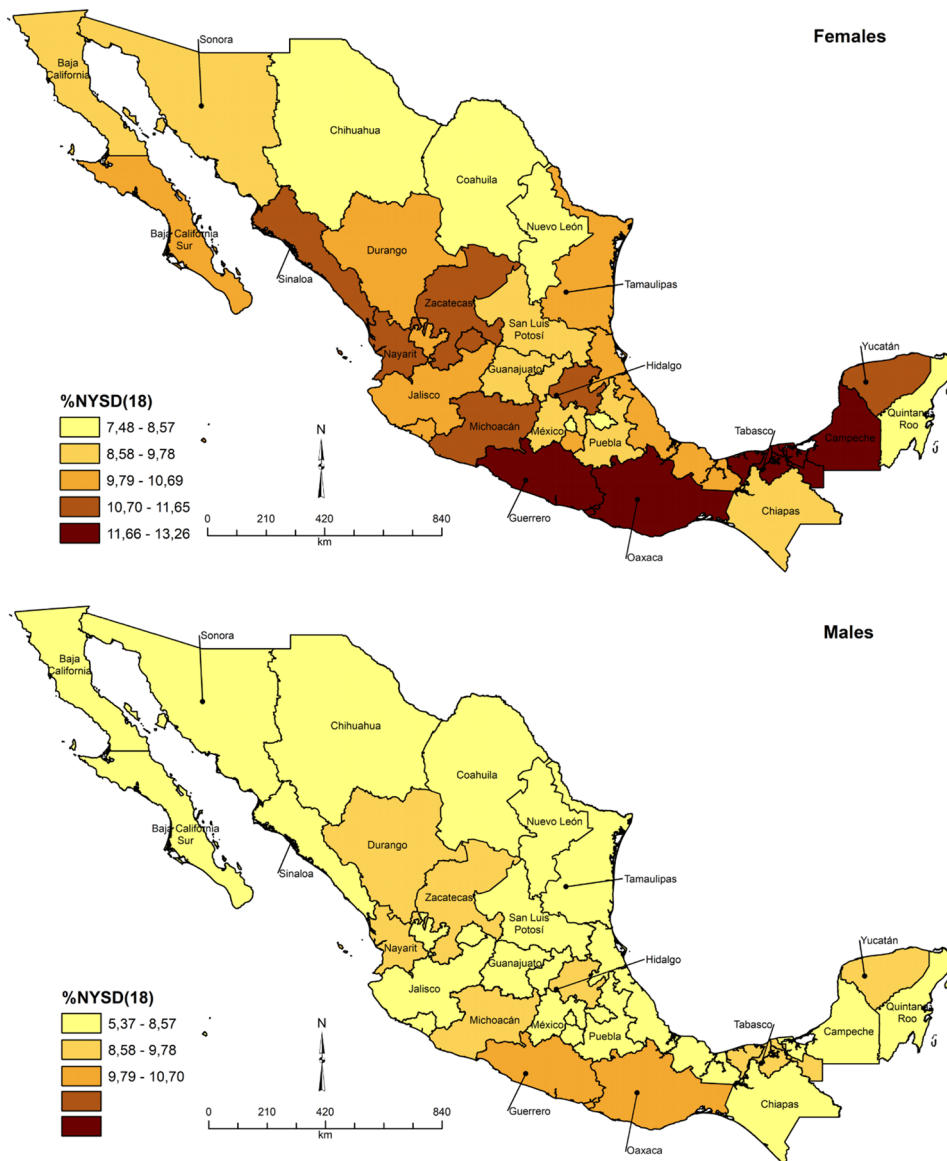 Females
Sonora
Baja
California
Chihuahua
Coahuila
Nuevo León
Baja California
Sur
Durango
Sinaloa
Tamaulipas
Zacatecas
San Luis
Potosí
Nayarit
Yucatán
Guanajuato
Hidalgo
Jalisco
Quintana
Roo
Michoacán
México
Tabasco
Campeche
Puebla
Chiapas
Guerrero
Oaxaca
%NYSD(18)
7,48 - 8,57
8,58 - 9,78
9,79 - 10,69
10,70 - 11,65
11,66 - 13,26
N
0 210 420 840
km
Males
Sonora
Baja
California
Chihuahua
Coahuila
Nuevo León
Baja California
Sur
Durango
Sinaloa
Tamaulipas
Zacatecas
San Luis
Potosí
Nayarit
Yucatán
Guanajuato
Hidalgo
Jalisco
Quintana
Roo
Michoacán
México
Tabasco
Campeche
Puebla
Chiapas
Guerrero
Oaxaca
%NYSD(18)
5,37 - 8,57
8,58 - 9,78
9,79 - 10,70
N
0 210 420 840
km